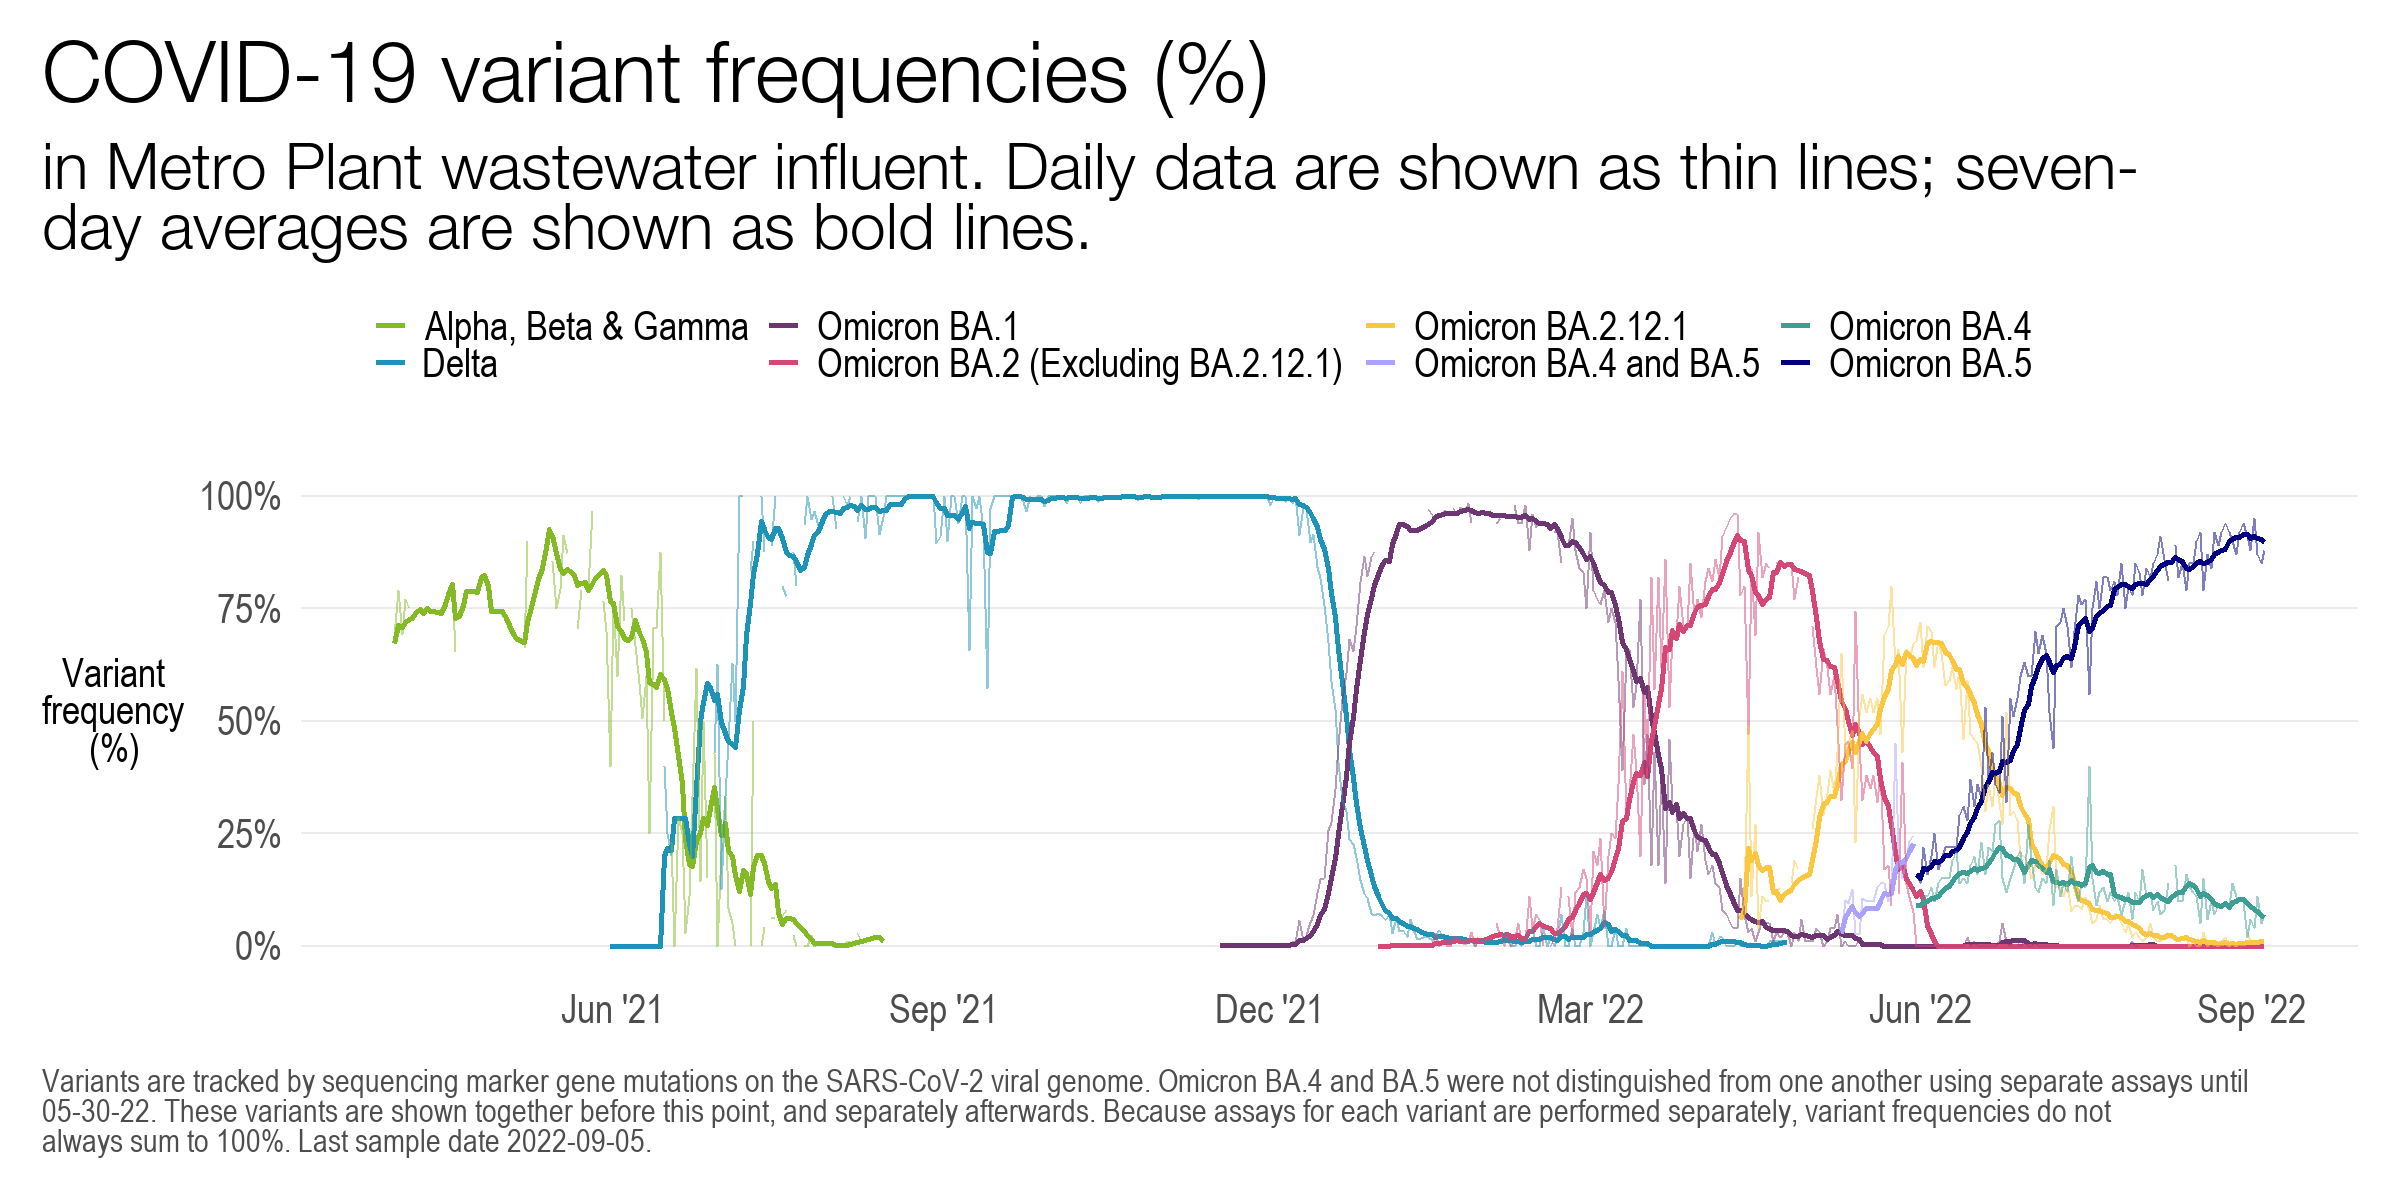 COVID-19 variant frequencies (%)
in Metro Plant wastewater influent. Daily data are shown as thin lines; seven-
day averages are shown as bold lines.
Alpha, Beta & Gamma
Omicron BA.1
Omicron BA.2.12.1
Omicron BA.4
Delta
Omicron BA.2 (Excluding BA.2.12.1)
Omicron BA.4 and BA.5
Omicron BA.5
100%
75%
50%
25%
0%
Variant
frequency
(%)
Jun '21
Sep '21
Dec '21
Mar '22
Jun '22
Sep '22
Variants are tracked by sequencing marker gene mutations on the SARS-CoV-2 viral genome. Omicron BA.4 and BA.5 were not distinguished from one another using separate assays until
05-30-22. These variants are shown together before this point, and separately afterwards. Because assays for each variant are performed separately, variant frequencies do not
always sum to 100%. Last sample date 2022-09-05.